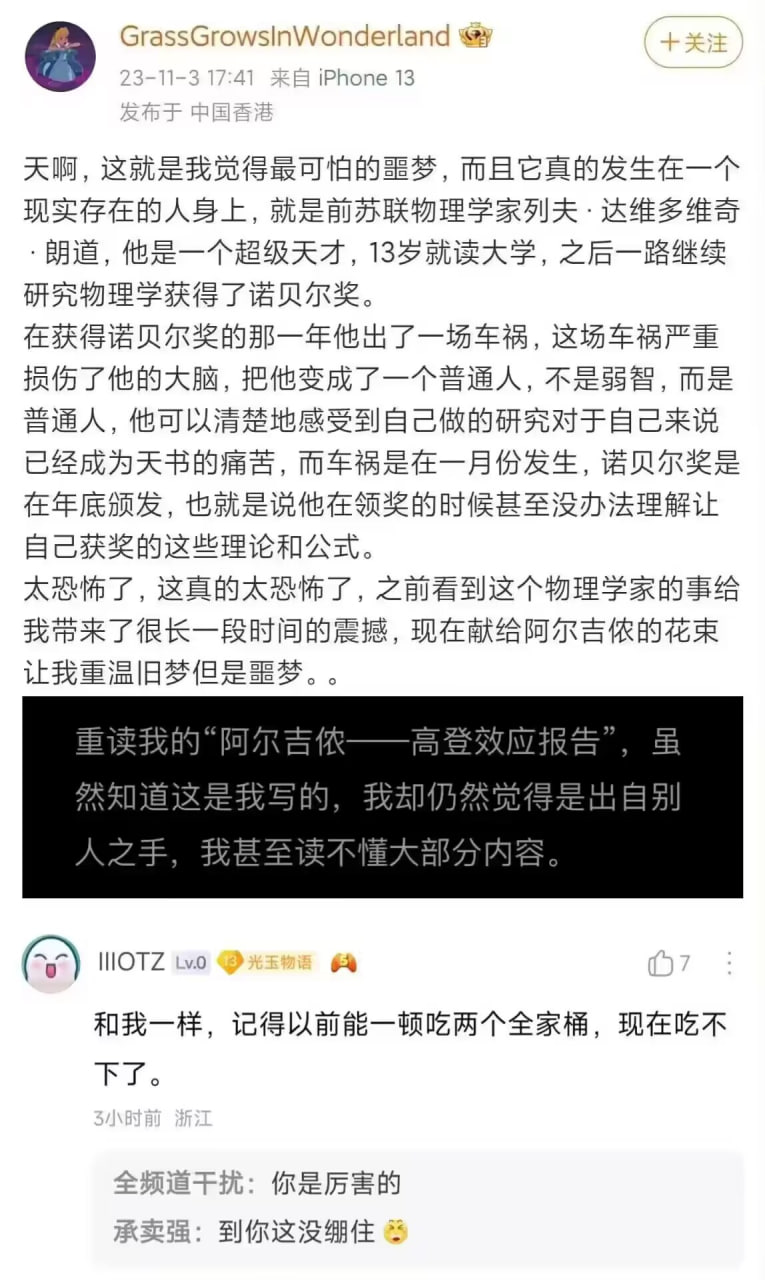 GrassGrowsInWonderland
+关注
23-11-3 17:41 来自 iPhone 13
发布于 中国香港
天啊，这就是我觉得最可怕的噩梦，而且它真的发生在一个
现实存在的人身上，就是前苏联物理学家列夫·达维多维奇
·朗道，他是一个超级天才，13岁就读大学，之后一路继续
研究物理学获得了诺贝尔奖。
在获得诺贝尔奖的那一年他出了一场车祸，这场车祸严重
损伤了他的大脑，把他变成了一个普通人，不是弱智，而是
普通人，他可以清楚地感受到自己做的研究对于自己来说
已经成为天书的痛苦，而车祸是在一月份发生，诺贝尔奖是
在年底颁发，也就是说他在领奖的时候甚至没办法理解让
自己获奖的这些理论和公式。
太恐怖了，这真的太恐怖了，之前看到这个物理学家的事给
我带来了很长一段时间的震撼，现在献给阿尔吉侬的花束
让我重温旧梦但是噩梦。。
重读我的“阿尔吉侬——高登效应报告”，虽
然知道这是我写的，我却仍然觉得是出自别
人之手，我甚至读不懂大部分内容。
IIIOTZ Lv.0 13 光玉物语 5
7
和我一样，记得以前能一顿吃两个全家桶，现在吃不
下了。
3小时前 浙江
全频道干扰：你是厉害的
承卖强：到你这没绷住